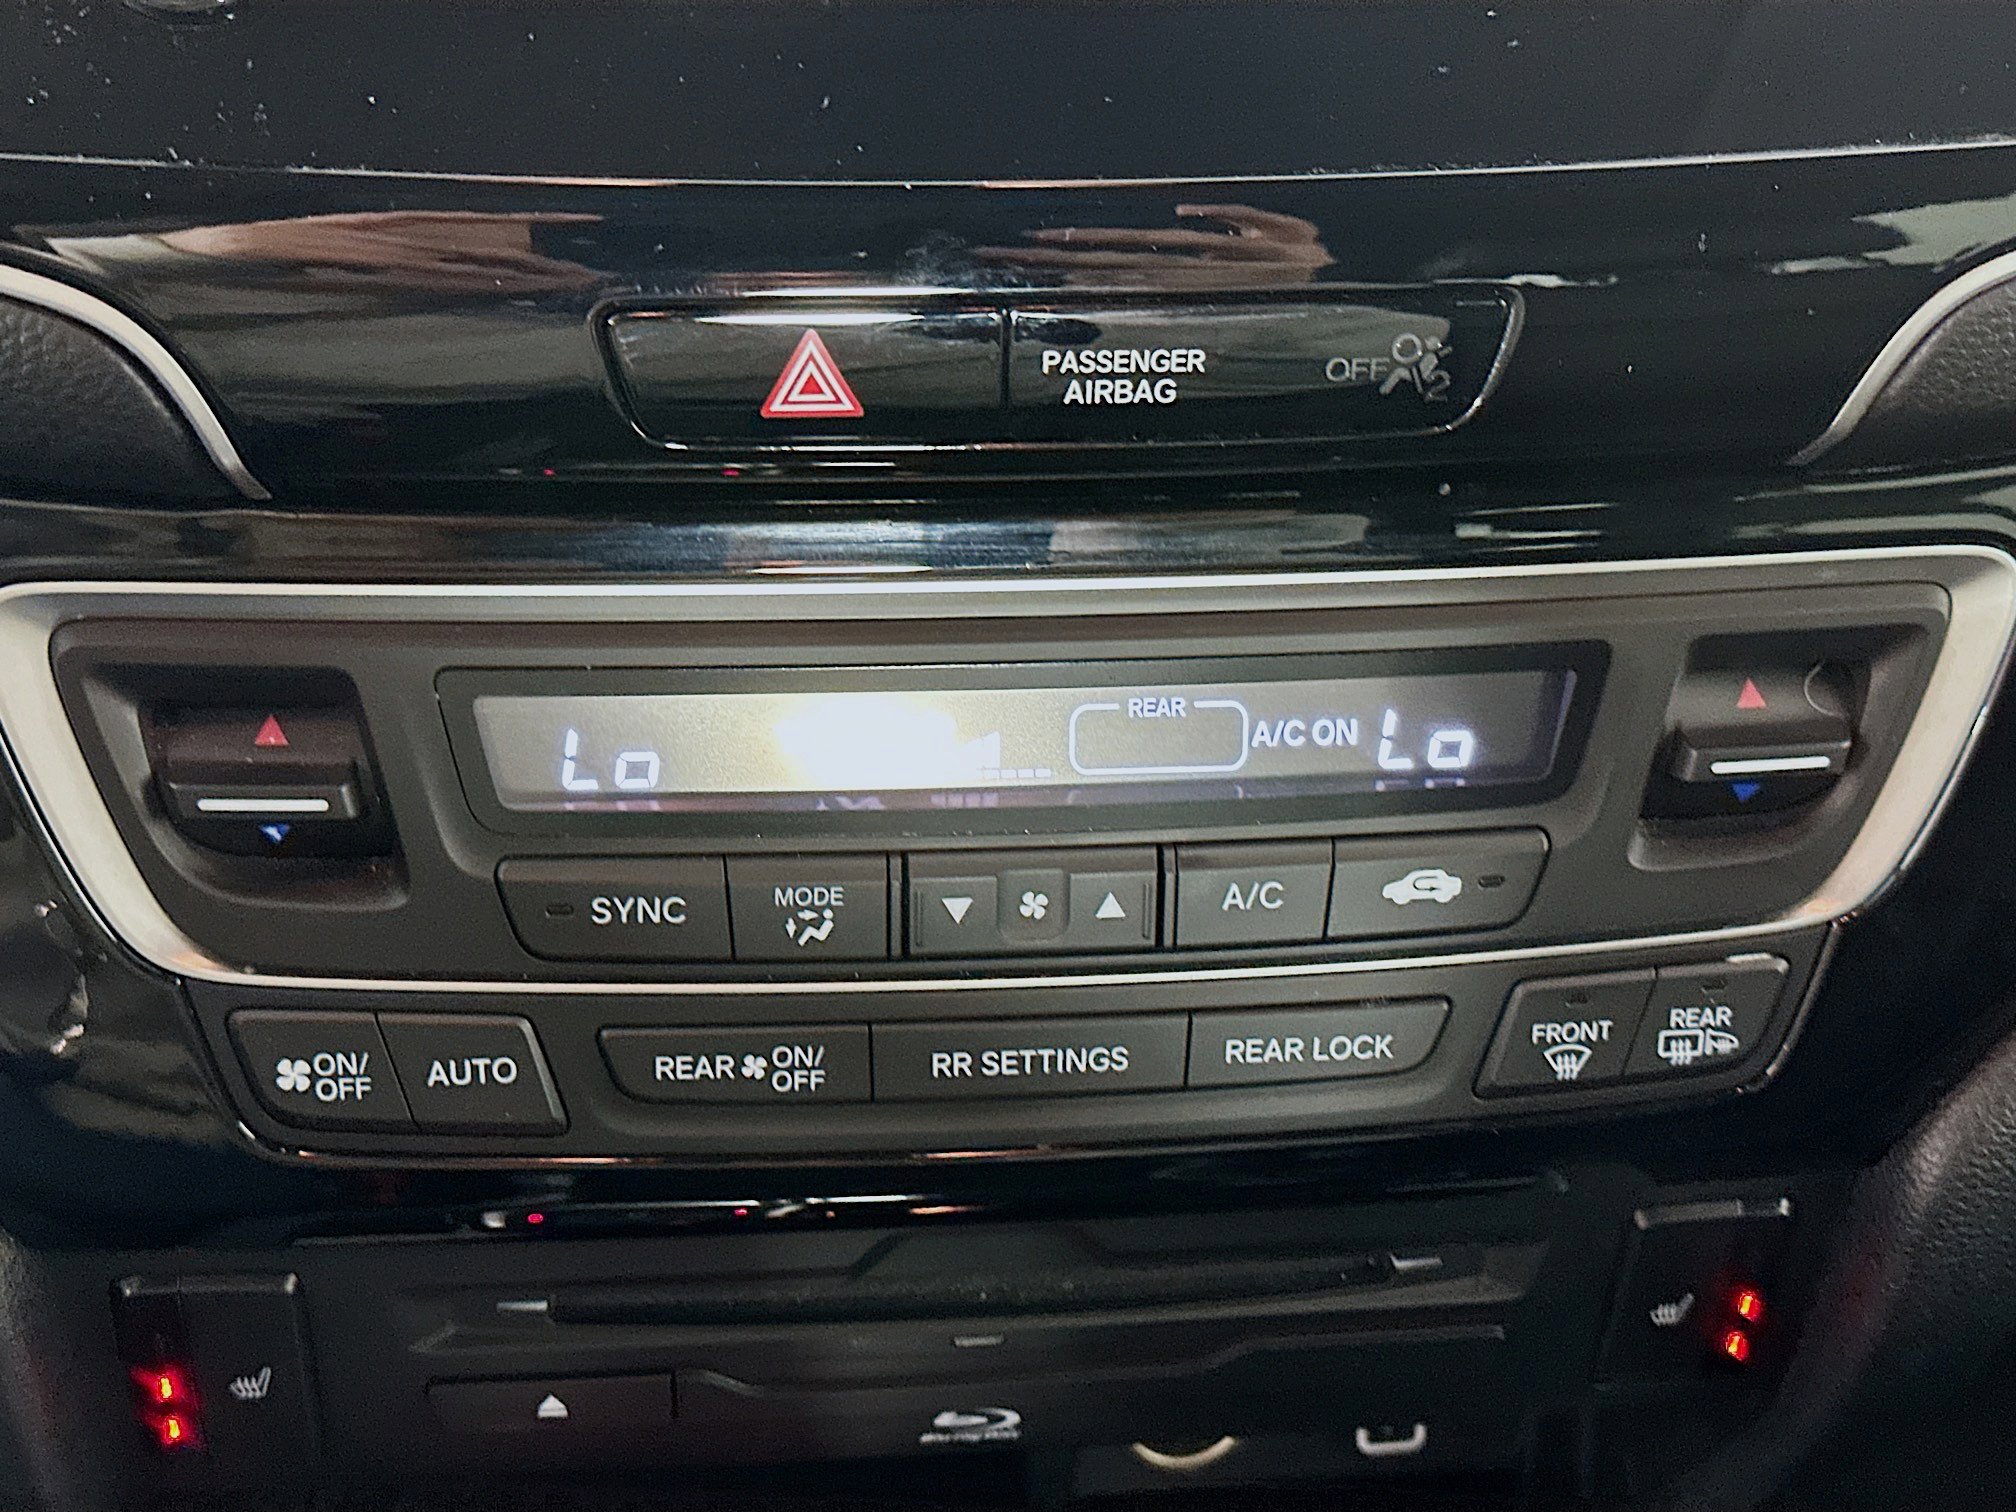 PASSENGER
AIRBAG
OFF
2
Lo
REAR
A/C ON
Lo
SYNC
MODE
A/C
ON/
OFF
AUTO
REAR
ON/
OFF
RR SETTINGS
REAR LOCK
FRONT
REAR